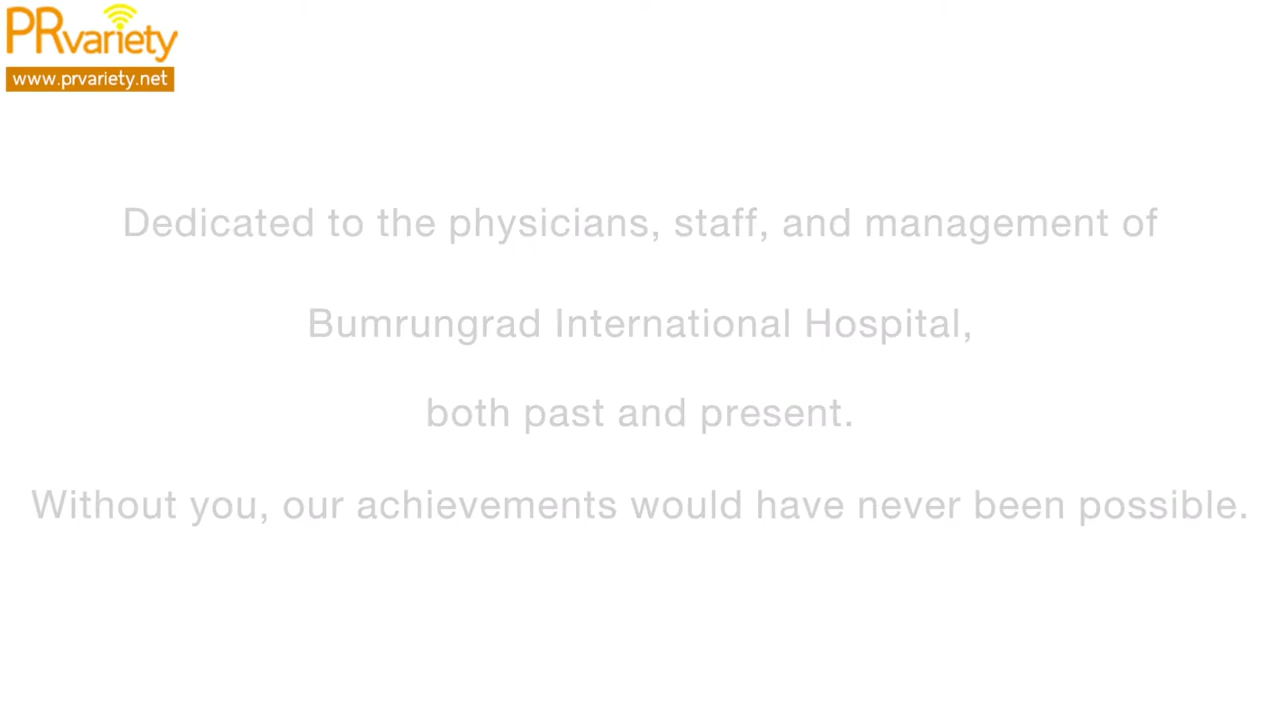 PRvariety
www.prvariety.net
Dedicated to the physicians, staff, and management of
Bumrungrad International Hospital,
both past and present.
Without you, our achievements would have never been possible.